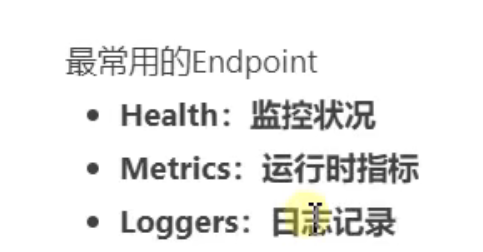 最常用的Endpoint
• Health：监控状况
• Metrics：运行时指标
• Loggers：日志记录